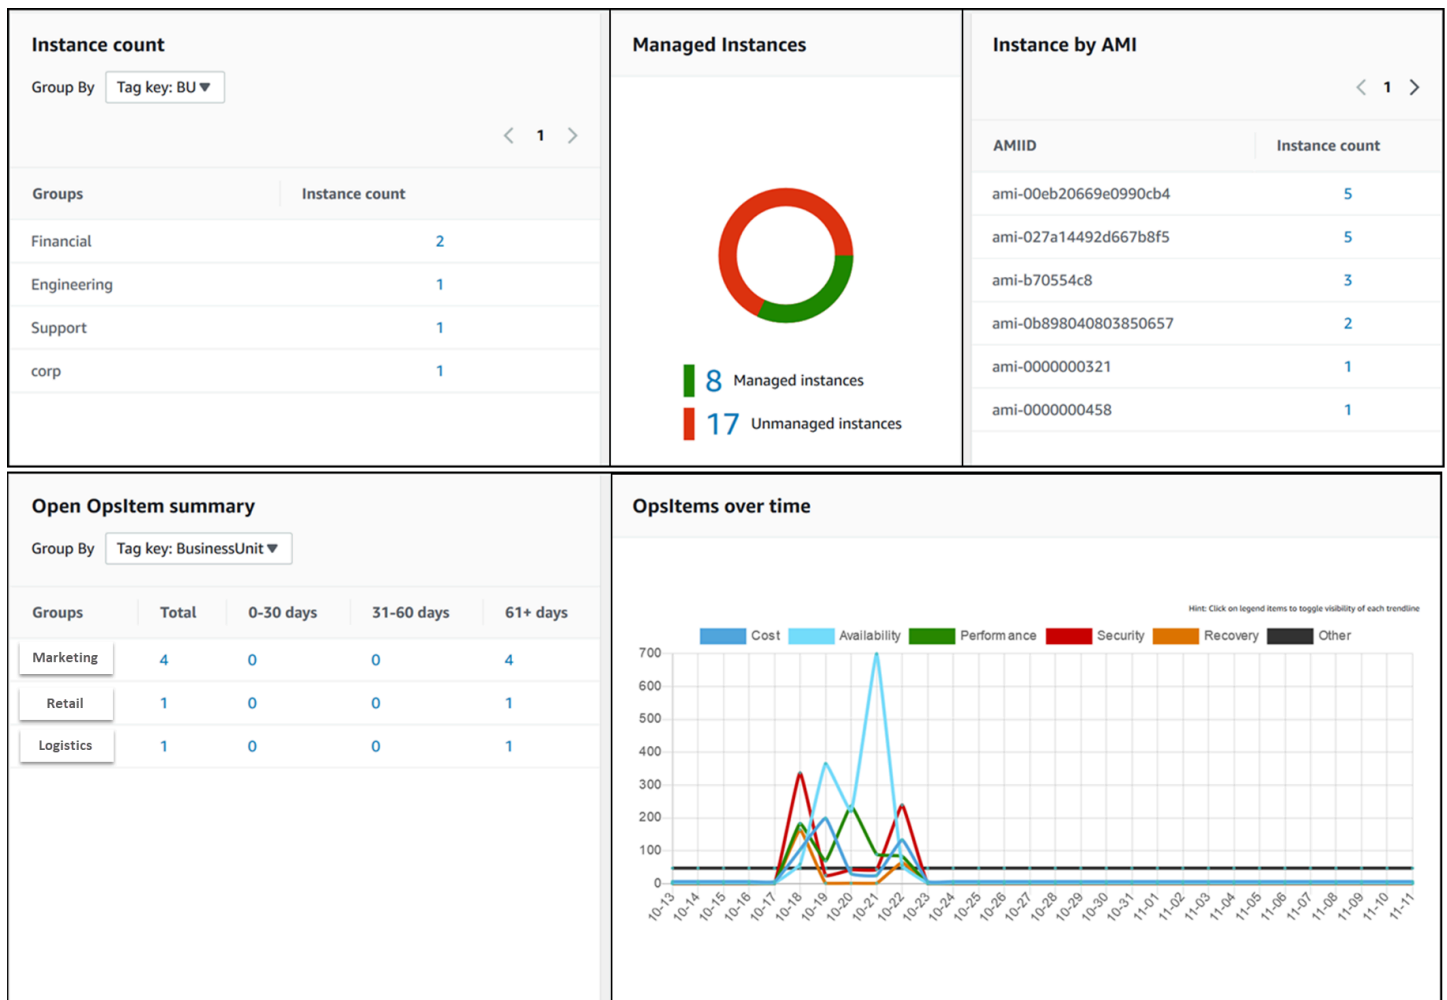 Instance count
Group By Tag key: BU
1
Groups Instance count
Financial 2
Engineering 1
Support 1
corp 1
Managed Instances
8 Managed instances
17 Unmanaged instances
Instance by AMI
1
AMIID Instance count
ami-00eb20669e0990cb4 5
ami-027a14492d667b8f5 5
ami-b70554c8 3
ami-0b898040803850657 2
ami-0000000321 1
ami-0000000458 1
Open OpsItem summary
Group By Tag key: BusinessUnit
Groups Total 0-30 days 31-60 days 61+ days
Marketing 4 0 0 4
Retail 1 0 0 1
Logistics 1 0 0 1
OpsItems over time
Hint: Click on legend items to toggle visibility of each trendline
Cost Availability Performance Security Recovery Other
700
600
500
400
300
200
100
0
10-13 10-14 10-15 10-16 10-17 10-18 10-19 10-20 10-21 10-22 10-23 10-24 10-25 10-26 10-27 10-28 10-29 10-30 10-31 11-01 11-02 11-03 11-04 11-05 11-06 11-07 11-08 11-09 11-10 11-11